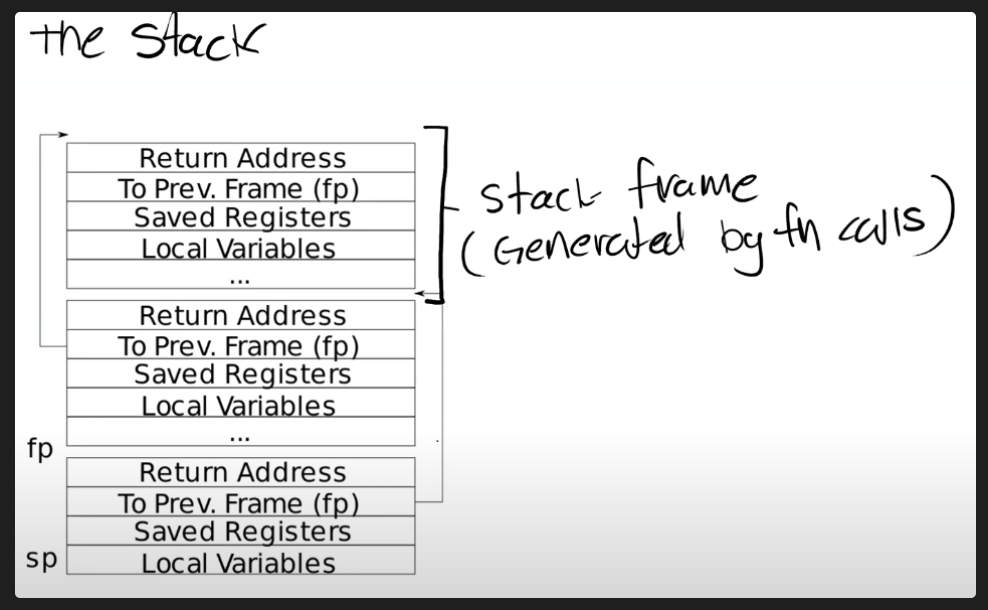 the stack
Return Address
To Prev. Frame (fp)
Saved Registers
Local Variables
...
stack frame
(Generated by fn calls)
Return Address
To Prev. Frame (fp)
Saved Registers
Local Variables
...
fp
Return Address
To Prev. Frame (fp)
Saved Registers
sp
Local Variables